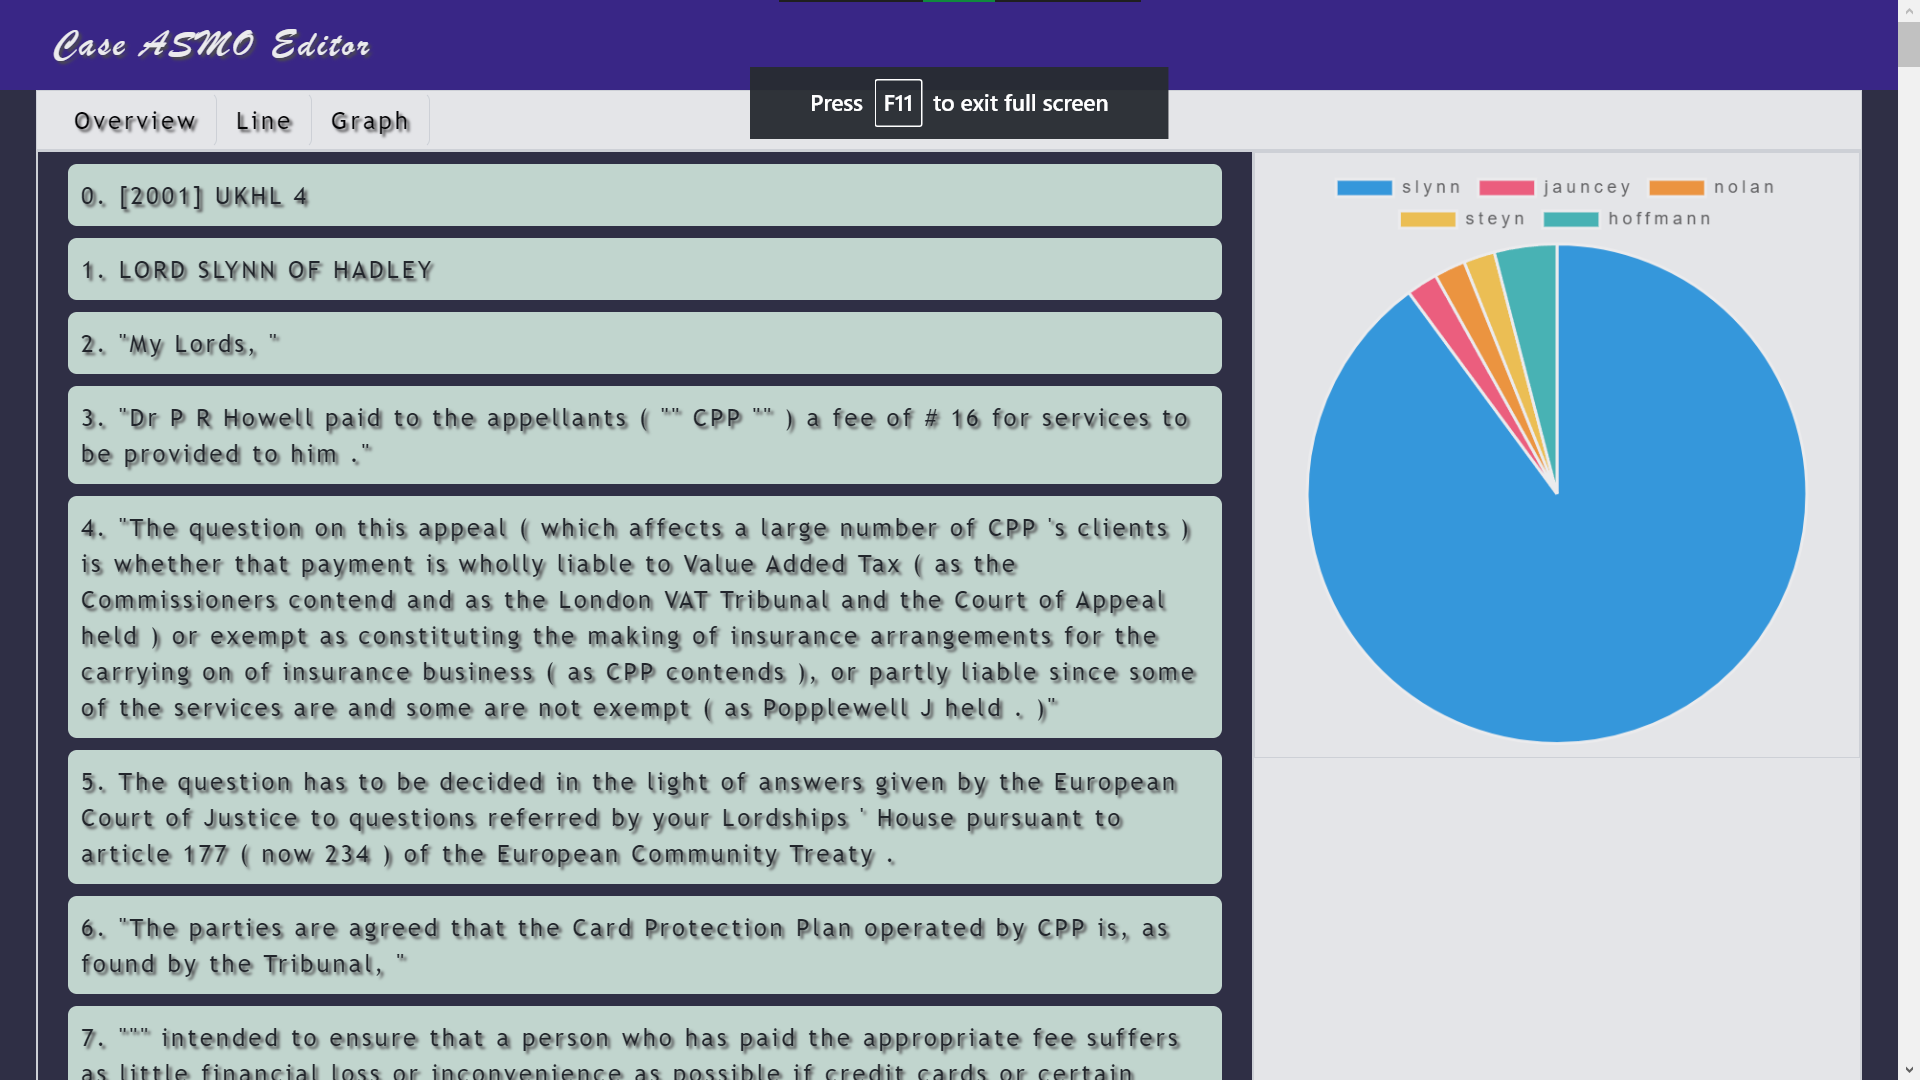 Case ASMO Editor
Press F11 to exit full screen
Overview Line Graph
0. [2001] UKHL 4
1. LORD SLYNN OF HADLEY
2. "My Lords, "
3. "Dr P R Howell paid to the appellants ( "" CPP "" ) a fee of # 16 for services to
be provided to him ."
4. "The question on this appeal ( which affects a large number of CPP 's clients )
is whether that payment is wholly liable to Value Added Tax ( as the
Commissioners contend and as the London VAT Tribunal and the Court of Appeal
held ) or exempt as constituting the making of insurance arrangements for the
carrying on of insurance business ( as CPP contends ), or partly liable since some
of the services are and some are not exempt ( as Popplewell J held . )"
5. The question has to be decided in the light of answers given by the European
Court of Justice to questions referred by your Lordships ' House pursuant to
article 177 ( now 234 ) of the European Community Treaty .
6. "The parties are agreed that the Card Protection Plan operated by CPP is, as
found by the Tribunal, "
7. """ intended to ensure that a person who has paid the appropriate fee suffers
as little financial loss or inconvenience as possible if credit cards or certain
slynn jauncey nolan
steyn hoffmann